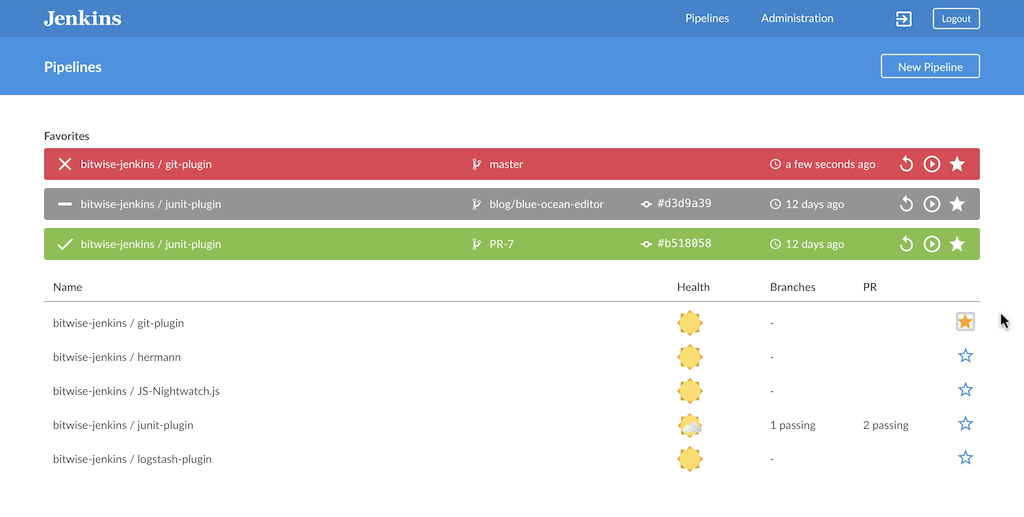 Jenkins Pipelines Administration Logout
Pipelines New Pipeline
Favorites
bitwise-jenkins / git-plugin master a few seconds ago
bitwise-jenkins / junit-plugin blog/blue-ocean-editor #d3d9a39 12 days ago
bitwise-jenkins / junit-plugin PR-7 #b518058 12 days ago
Name Health Branches PR
bitwise-jenkins / git-plugin -
bitwise-jenkins / hermann -
bitwise-jenkins / JS-Nightwatch.js -
bitwise-jenkins / junit-plugin 1 passing 2 passing
bitwise-jenkins / logstash-plugin -